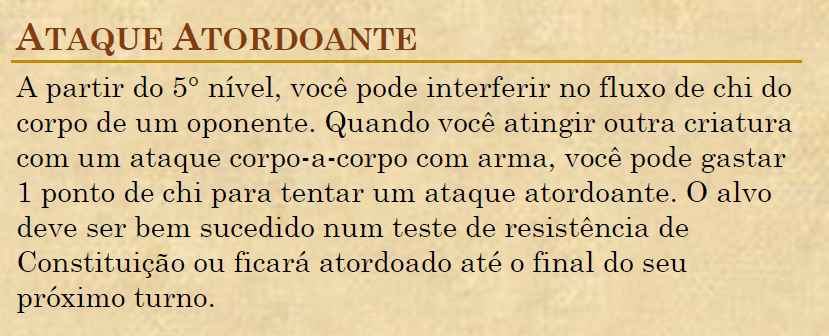 ATAQUE ATORDOANTE
A partir do 5° nível, você pode interferir no fluxo de chi do
corpo de um oponente. Quando você atingir outra criatura
com um ataque corpo-a-corpo com arma, você pode gastar
1 ponto de chi para tentar um ataque atordoante. O alvo
deve ser bem sucedido num teste de resistência de
Constituição ou ficará atordoado até o final do seu
próximo turno.